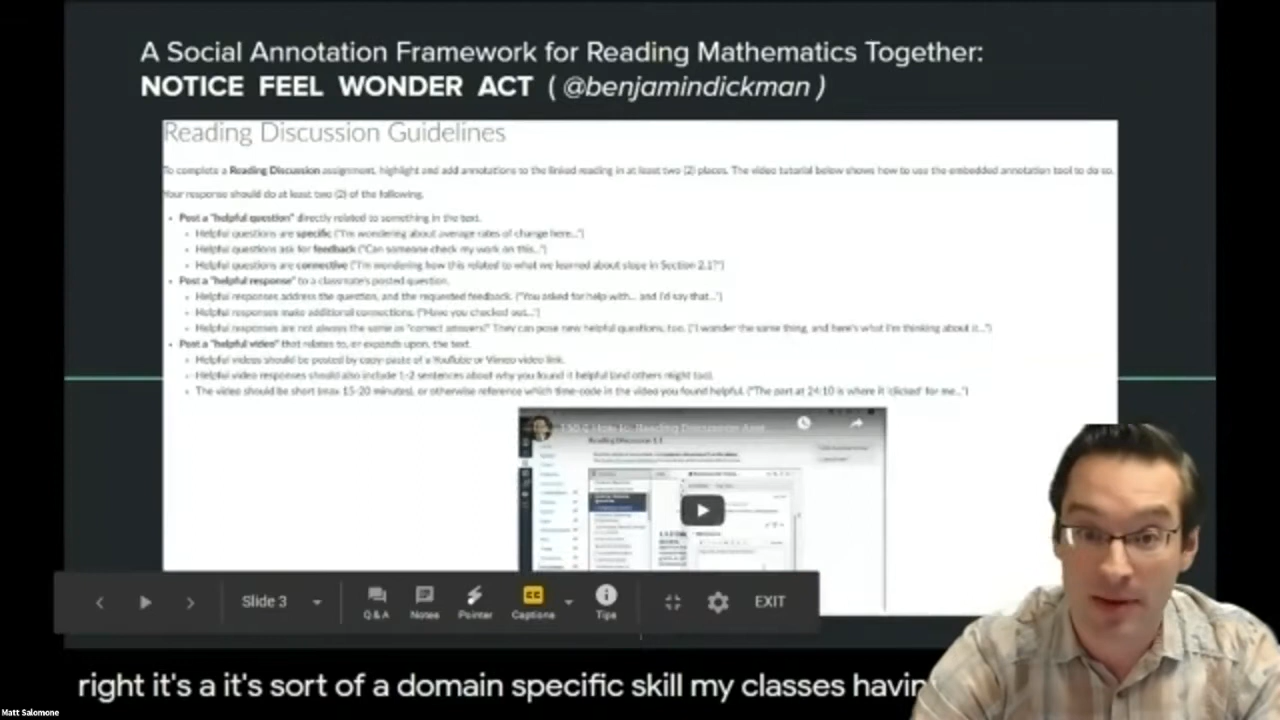 A Social Annotation Framework for Reading Mathematics Together:
NOTICE FEEL WONDER ACT ( @benjamindickman )
Reading Discussion Guidelines
To complete a Reading Discussion assignment, highlight and add annotations to the linked reading in at least two (2) places. The video tutorial below shows how to use the embedded annotation tool to do so.
Your response should do at least two (2) of the following.
• Post a "helpful question" directly related to something in the text.
• Helpful questions are specific ("I'm wondering about average rates of change here...")
• Helpful questions ask for feedback ("Can someone check my work on this...")
• Helpful questions are connective ("I'm wondering how this related to what we learned about slope in Section 2.1?")
• Post a "helpful response" to a classmate's posted question.
• Helpful responses address the question, and the requested feedback. ("You asked for help with... and I'd say that...")
• Helpful responses make additional connections. ("Have you checked out...")
• Helpful responses are not always the same as "correct answers!" They can pose new helpful questions, too. ("I wonder the same thing, and here's what I'm thinking about it...")
• Post a "helpful video" that relates to, or expands upon, the text.
• Helpful videos should be posted by copy-paste of a YouTube or Vimeo video link.
• Helpful video responses should also include 1-2 sentences about why you found it helpful (and others might too).
• The video should be short (max 15-20 minutes), or otherwise reference which time-code in the video you found helpful. ("The part at 24:10 is where it 'clicked' for me...")
How to: Reading Discussion
Reading Discussion 1.1
Slide 3
Q & A
Notes
Pointer
CC
Captions
Tips
EXIT
right it's a it's sort of a domain specific skill my classes havin
Matt Salomone